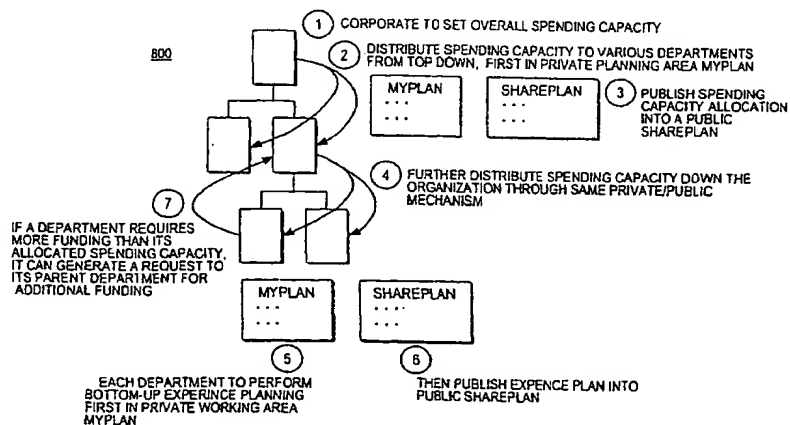 800
1 CORPORATE TO SET OVERALL SPENDING CAPACITY
2 DISTRIBUTE SPENDING CAPACITY TO VARIOUS DEPARTMENTS
FROM TOP DOWN, FIRST IN PRIVATE PLANNING AREA MYPLAN
MYPLAN
...
...
SHAREPLAN
...
...
3 PUBLISH SPENDING
CAPACITY ALLOCATION
INTO A PUBLIC
SHAREPLAN
4 FURTHER DISTRIBUTE SPENDING CAPACITY DOWN THE
ORGANIZATION THROUGH SAME PRIVATE/PUBLIC
MECHANISM
7
IF A DEPARTMENT REQUIRES
MORE FUNDING THAN ITS
ALLOCATED SPENDING CAPACITY,
IT CAN GENERATE A REQUEST TO
ITS PARENT DEPARTMENT FOR
ADDITIONAL FUNDING
MYPLAN
...
...
SHAREPLAN
...
...
5
EACH DEPARTMENT TO PERFORM
BOTTOM-UP EXPERINCE PLANNING
FIRST IN PRIVATE WORKING AREA
MYPLAN
6
THEN PUBLISH EXPENCE PLAN INTO
PUBLIC SHAREPLAN